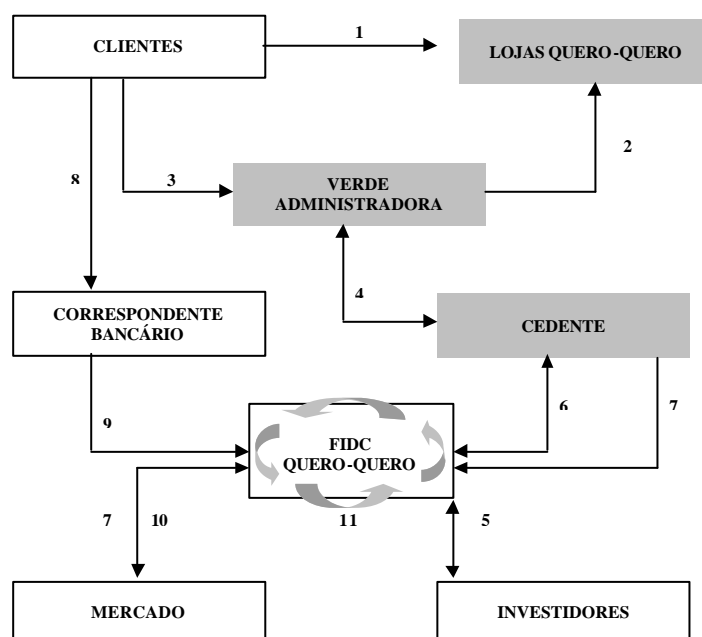 1
CLIENTES
LOJAS QUERO-QUERO
2
8
3
VERDE
ADMINISTRADORA
4
CORRESPONDENTE
BANCÁRIO
CEDENTE
9
6
7
FIDC
QUERO-QUERO
7
10
11
5
MERCADO
INVESTIDORES